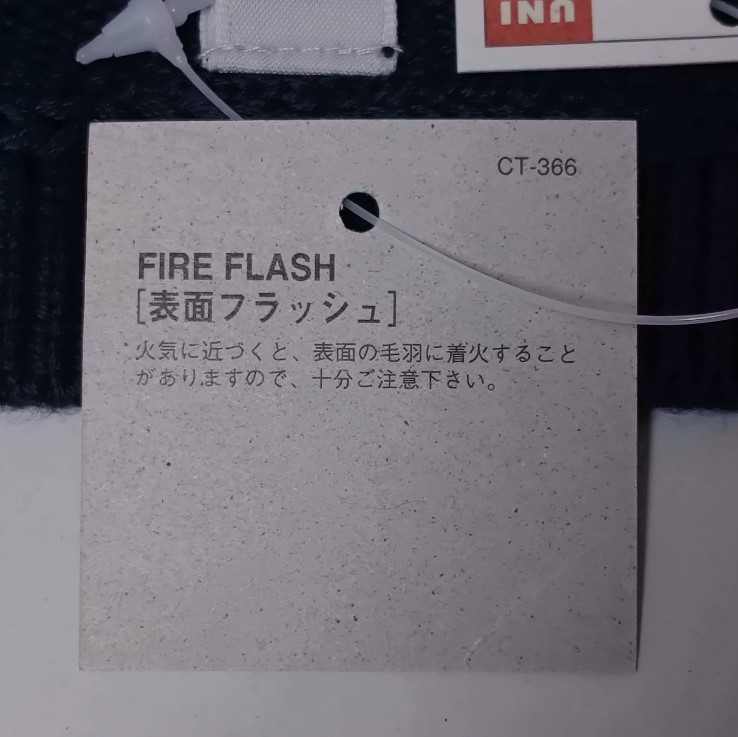 UNI
CT-366
FIRE FLASH
[表面フラッシュ]
火気に近づくと、表面の毛羽に着火すること
がありますので、十分ご注意下さい。